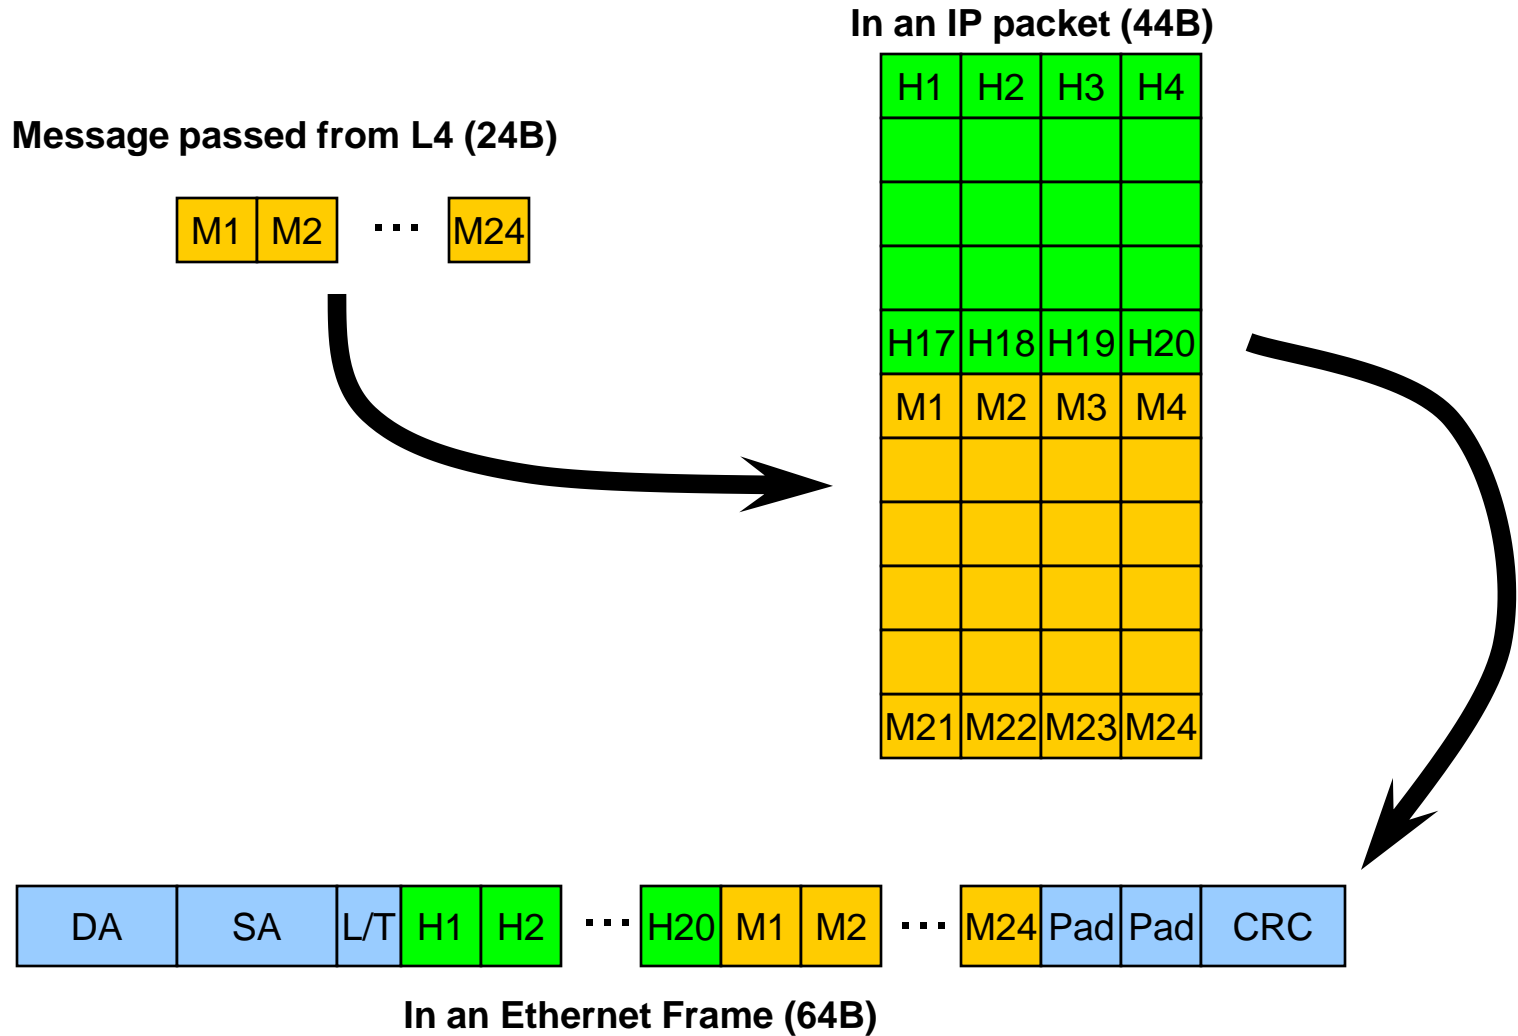 In an IP packet (44B)
H1 H2 H3 H4
Message passed from L4 (24B)
M1 M2 ... M24
H17 H18 H19 H20
M1 M2 M3 M4
M21 M22 M23 M24
DA SA L/T H1 H2 ... H20 M1 M2 ... M24 Pad Pad CRC
In an Ethernet Frame (64B)